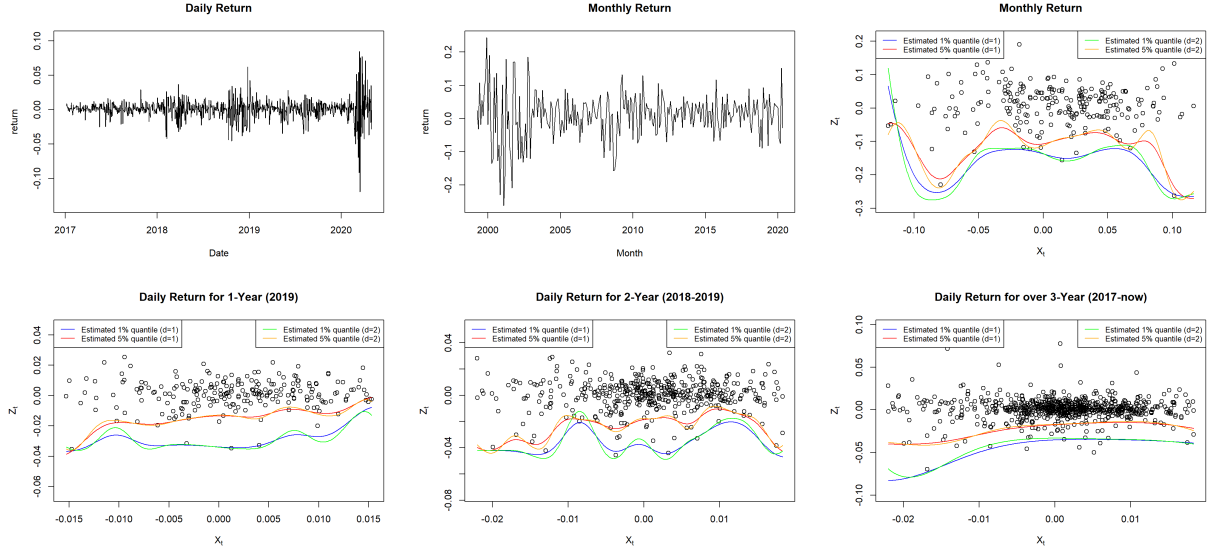 Daily Return
return
0.10
0.05
0.00
-0.05
-0.10
2017
2018
2019
2020
Date
Monthly Return
return
0.2
0.1
0.0
-0.1
-0.2
2000
2005
2010
2015
2020
Month
Monthly Return
Estimated 1% quantile (d=1)
Estimated 5% quantile (d=1)
Estimated 1% quantile (d=2)
Estimated 5% quantile (d=2)
Zt
0.2
0.1
0.0
-0.1
-0.2
-0.3
-0.10
-0.05
0.00
0.05
0.10
Xt
Daily Return for 1-Year (2019)
Estimated 1% quantile (d=1)
Estimated 5% quantile (d=1)
Estimated 1% quantile (d=2)
Estimated 5% quantile (d=2)
Zt
0.04
0.02
0.00
-0.02
-0.04
-0.06
-0.015
-0.010
-0.005
0.000
0.005
0.010
0.015
Xt
Daily Return for 2-Year (2018-2019)
Estimated 1% quantile (d=1)
Estimated 5% quantile (d=1)
Estimated 1% quantile (d=2)
Estimated 5% quantile (d=2)
Zt
0.04
0.00
-0.04
-0.08
-0.02
-0.01
0.00
0.01
Xt
Daily Return for over 3-Year (2017-now)
Estimated 1% quantile (d=1)
Estimated 5% quantile (d=1)
Estimated 1% quantile (d=2)
Estimated 5% quantile (d=2)
Zt
0.10
0.05
0.00
-0.05
-0.10
-0.02
-0.01
0.00
0.01
Xt